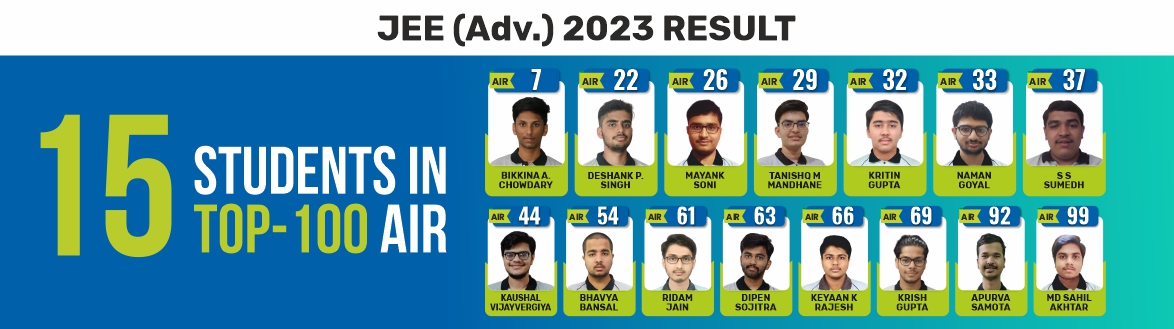 JEE (Adv.) 2023 RESULT
15
STUDENTS IN
TOP-100 AIR
AIR 7
BIKKINA A.
CHOWDARY
AIR 22
DESHANK P.
SINGH
AIR 26
MAYANK
SONI
AIR 29
TANISHQ M
MANDHANE
AIR 32
KRITIN
GUPTA
AIR 33
NAMAN
GOYAL
AIR 37
S S
SUMEDH
AIR 44
KAUSHAL
VIJAYVERGIYA
AIR 54
BHAVYA
BANSAL
AIR 61
RIDAM
JAIN
AIR 63
DIPEN
SOJITRA
AIR 66
KEYAAN K
RAJESH
AIR 69
KRISH
GUPTA
AIR 92
APURVA
SAMOTA
AIR 99
MD SAHIL
AKHTAR